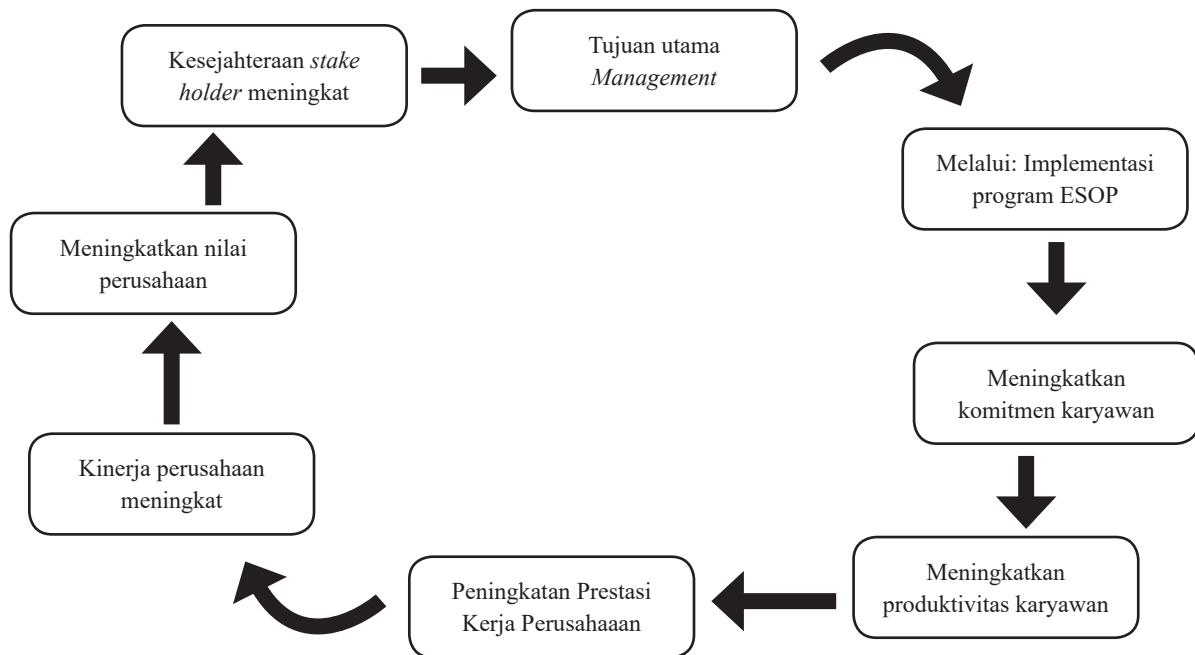 Kesejahteraan stake
holder meningkat
Tujuan utama
Management
Melalui: Implementasi
program ESOP
Meningkatkan
komitmen karyawan
Meningkatkan
produktivitas karyawan
Peningkatan Prestasi
Kerja Perusahaaan
Kinerja perusahaan
meningkat
Meningkatkan nilai
perusahaan